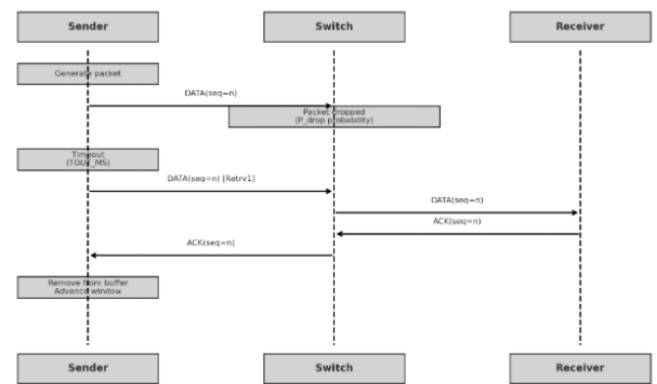 Sender Switch Receiver
Generate packet
DATA(seq=n)
Packet dropped
(P_drop probability)
Timeout
(TOUT_MS)
DATA(seq=n) [Retry1]
DATA(seq=n)
ACK(seq=n)
ACK(seq=n)
Remove from buffer
Advance window
Sender Switch Receiver